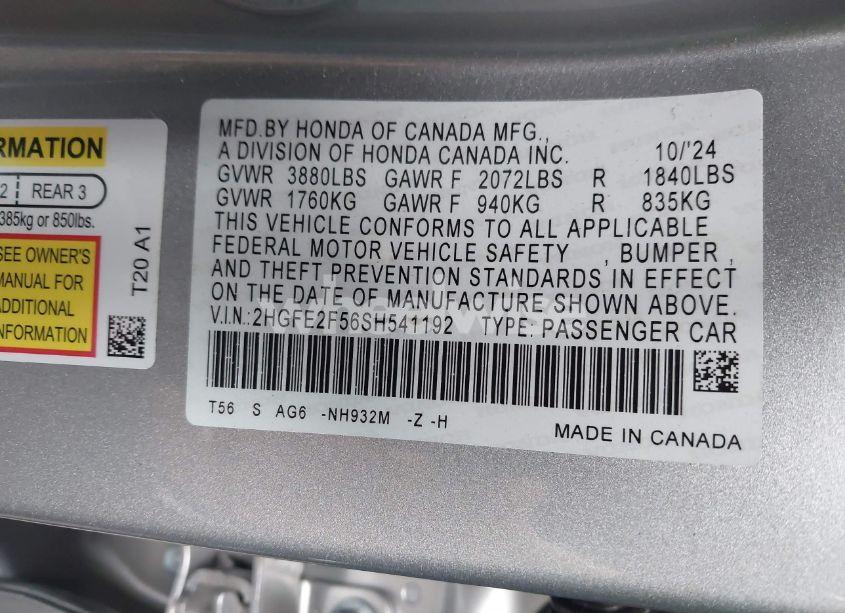 RMATION
2 REAR 3
385kg or 850lbs.
SEE OWNER'S
MANUAL FOR
ADDITIONAL
INFORMATION
T20 A1
MFD.BY HONDA OF CANADA MFG.,
A DIVISION OF HONDA CANADA INC. 10/'24
GVWR 3880LBS GAWR F 2072LBS R 1840LBS
GVWR 1760KG GAWR F 940KG R 835KG
THIS VEHICLE CONFORMS TO ALL APPLICABLE
FEDERAL MOTOR VEHICLE SAFETY , BUMPER ,
AND THEFT PREVENTION STANDARDS IN EFFECT
ON THE DATE OF MANUFACTURE SHOWN ABOVE.
V.I.N.:2HGFE2F56SH541192 TYPE: PASSENGER CAR
T56 S AG6 -NH932M -Z -H
MADE IN CANADA